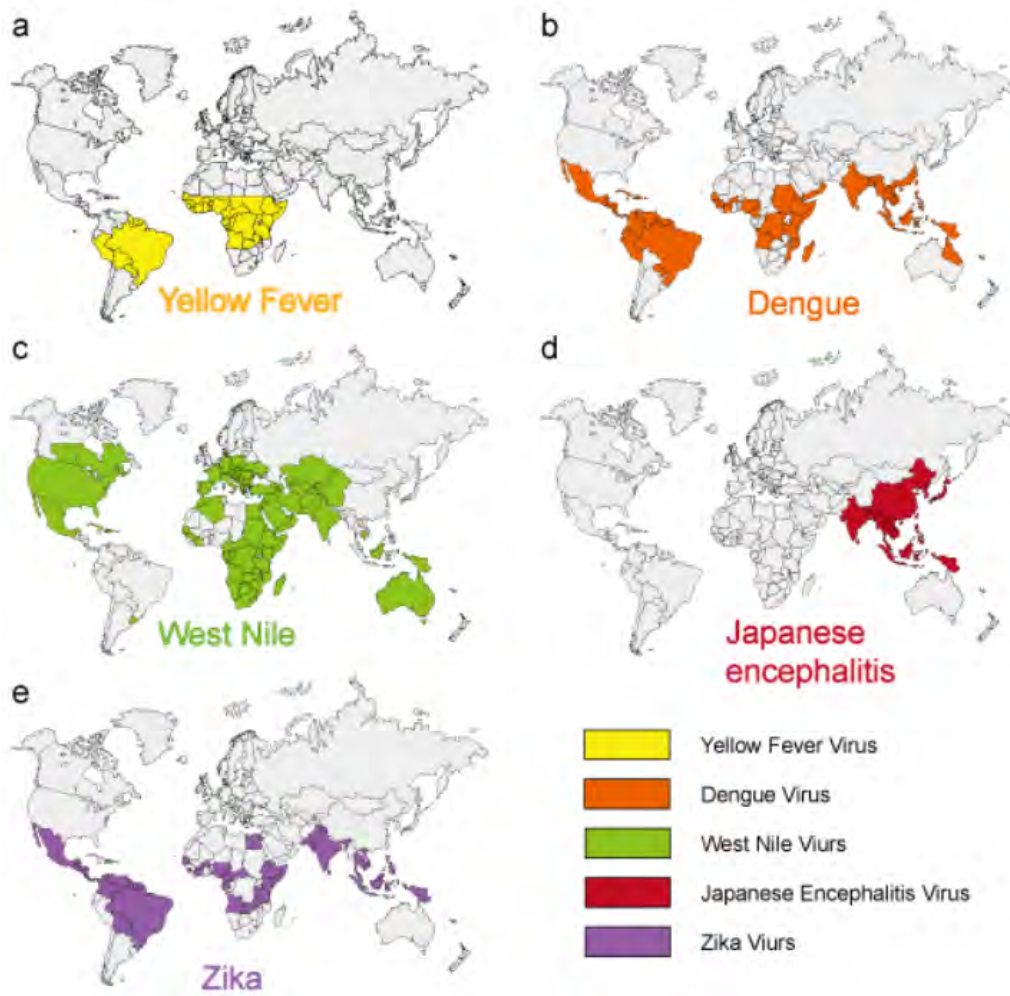 a
Yellow Fever
b
Dengue
c
West Nile
d
Japanese
encephalitis
e
Zika
Yellow Fever Virus
Dengue Virus
West Nile Viurs
Japanese Encephalitis Virus
Zika Viurs